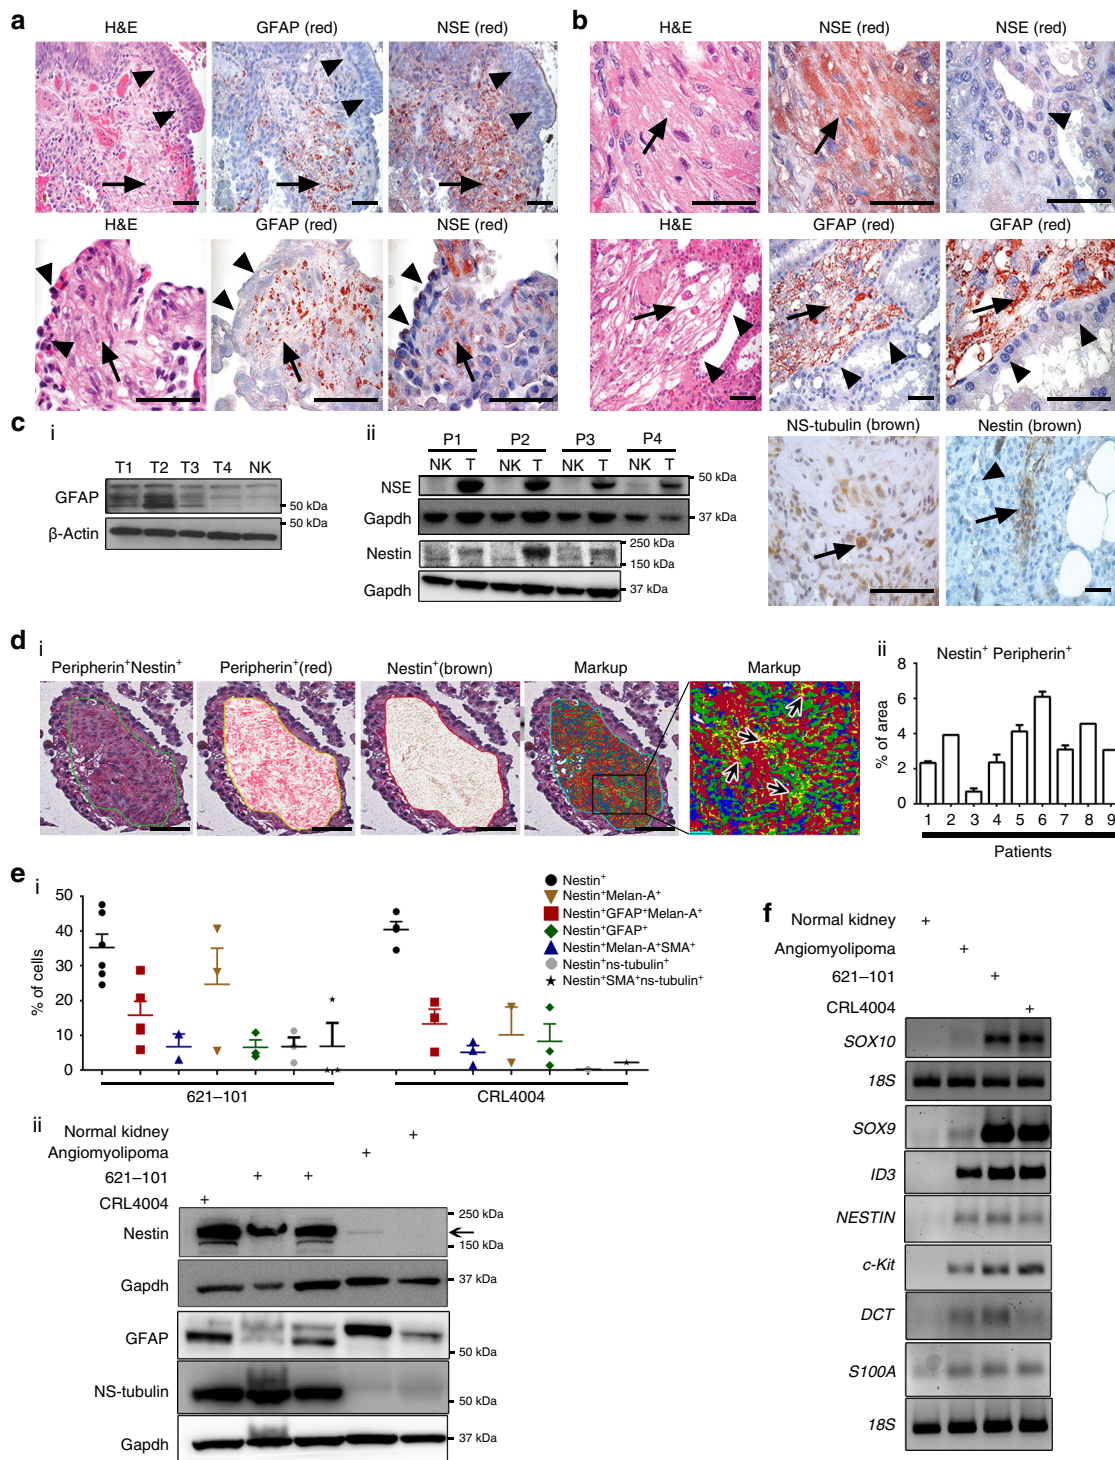 a
H&E
GFAP (red)
NSE (red)
H&E
GFAP (red)
NSE (red)
b
H&E
NSE (red)
NSE (red)
H&E
GFAP (red)
GFAP (red)
NS-tubulin (brown)
Nestin (brown)
c
i
T1 T2 T3 T4 NK
GFAP
50 kDa
β-Actin
50 kDa
ii
P1 P2 P3 P4
NK T NK T NK T NK T
NSE
50 kDa
Gapdh
37 kDa
Nestin
250 kDa
150 kDa
Gapdh
37 kDa
d
i
Peripherin⁺Nestin⁺
Peripherin⁺(red)
Nestin⁺(brown)
Markup
Markup
ii
Nestin⁺ Peripherin⁺
% of area
8
6
4
2
0
1 2 3 4 5 6 7 8 9
Patients
e
i
% of cells
50
40
30
20
10
0
621–101
CRL4004
Nestin⁺
Nestin⁺Melan-A⁺
Nestin⁺GFAP⁺Melan-A⁺
Nestin⁺GFAP⁺
Nestin⁺Melan-A⁺SMA⁺
Nestin⁺ns-tubulin⁺
Nestin⁺SMA⁺ns-tubulin⁺
ii
Normal kidney +
Angiomyolipoma +
621–101 + +
CRL4004 +
Nestin
250 kDa
150 kDa
Gapdh
37 kDa
GFAP
50 kDa
NS-tubulin
50 kDa
Gapdh
37 kDa
f
Normal kidney +
Angiomyolipoma +
621–101 +
CRL4004 +
SOX10
18S
SOX9
ID3
NESTIN
c-Kit
DCT
S100A
18S